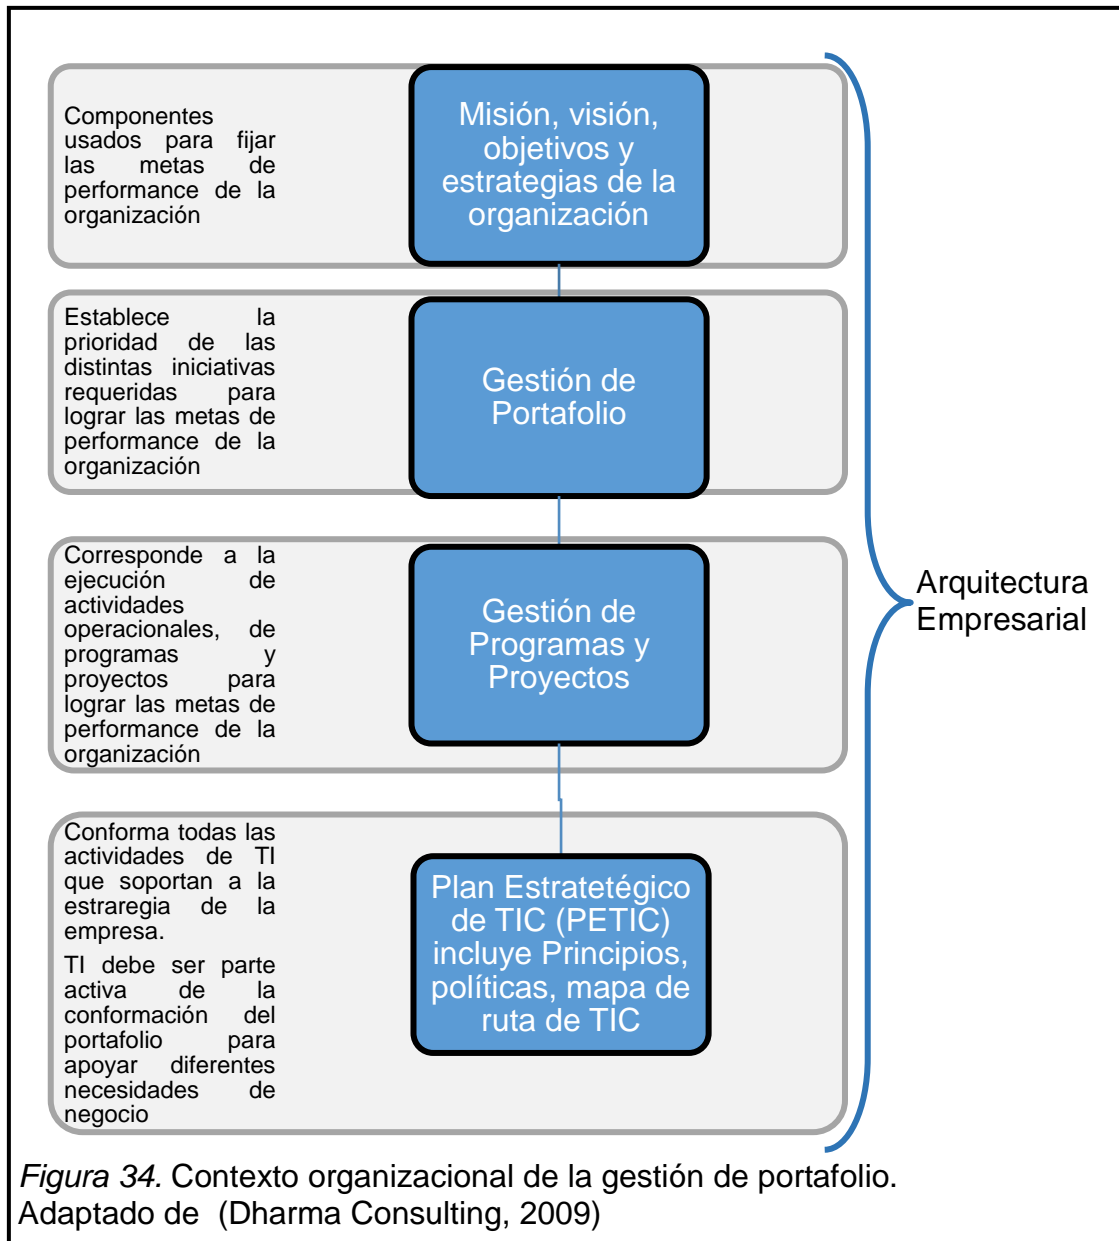 Componentes
usados para fijar
las metas de
performance de la
organización
Misión, visión,
objetivos y
estrategias de la
organización
Establece la
prioridad de las
distintas iniciativas
requeridas para
lograr las metas de
performance de la
organización
Gestión de
Portafolio
Corresponde a la
ejecución de
actividades
operacionales, de
programas y
proyectos para
lograr las metas de
performance de la
organización
Gestión de
Programas y
Proyectos
Conforma todas las
actividades de TI
que soportan a la
estraregia de la
empresa.
TI debe ser parte
activa de la
conformación del
portafolio para
apoyar diferentes
necesidades de
negocio
Plan Estratetégico
de TIC (PETIC)
incluye Principios,
políticas, mapa de
ruta de TIC
Arquitectura
Empresarial
Figura 34. Contexto organizacional de la gestión de portafolio.
Adaptado de (Dharma Consulting, 2009)